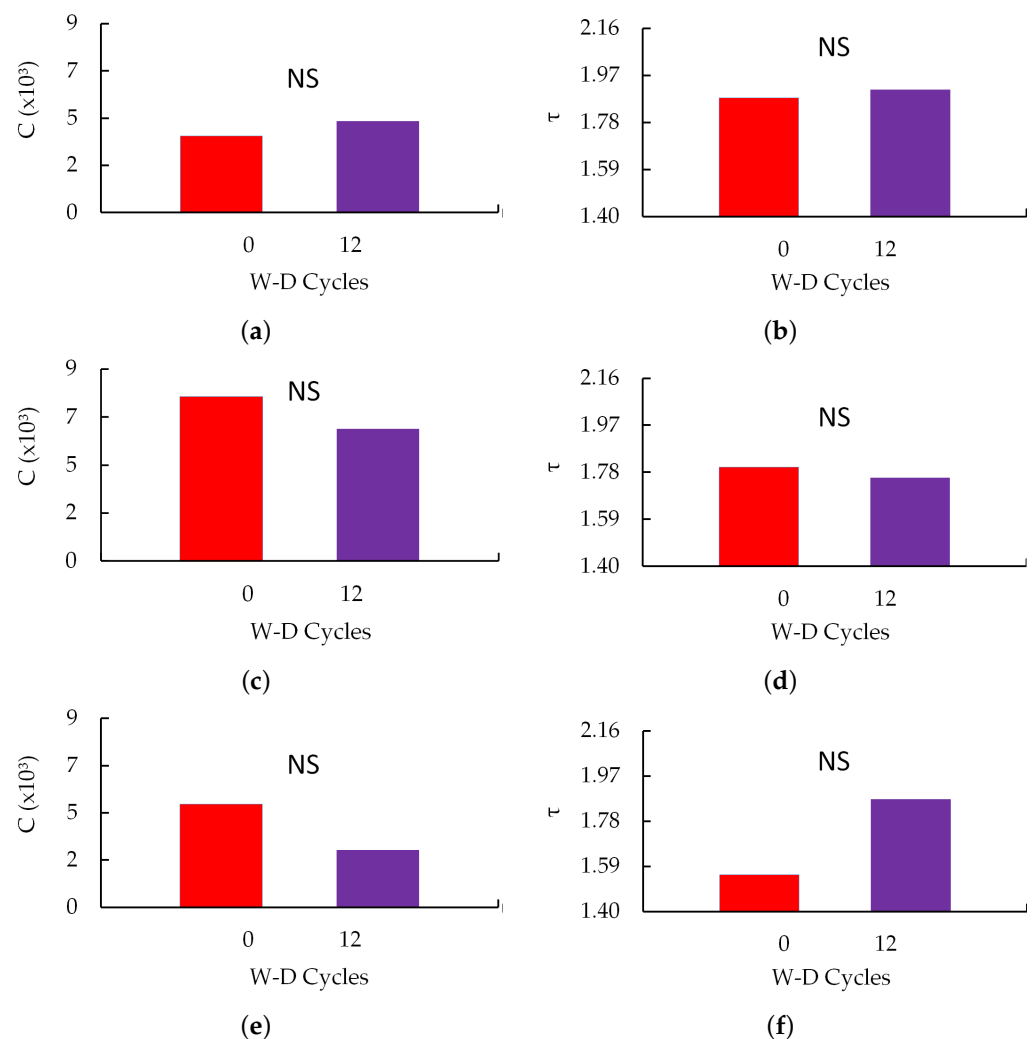 9
7
5
2
0
C (x10³)
NS
0 12
W-D Cycles
(a)
2.16
1.97
1.78
1.59
1.40
τ
NS
0 12
W-D Cycles
(b)
9
7
5
2
0
C (x10³)
NS
0 12
W-D Cycles
(c)
2.16
1.97
1.78
1.59
1.40
τ
NS
0 12
W-D Cycles
(d)
9
7
5
2
0
C (x10³)
NS
0 12
W-D Cycles
(e)
2.16
1.97
1.78
1.59
1.40
τ
NS
0 12
W-D Cycles
(f)